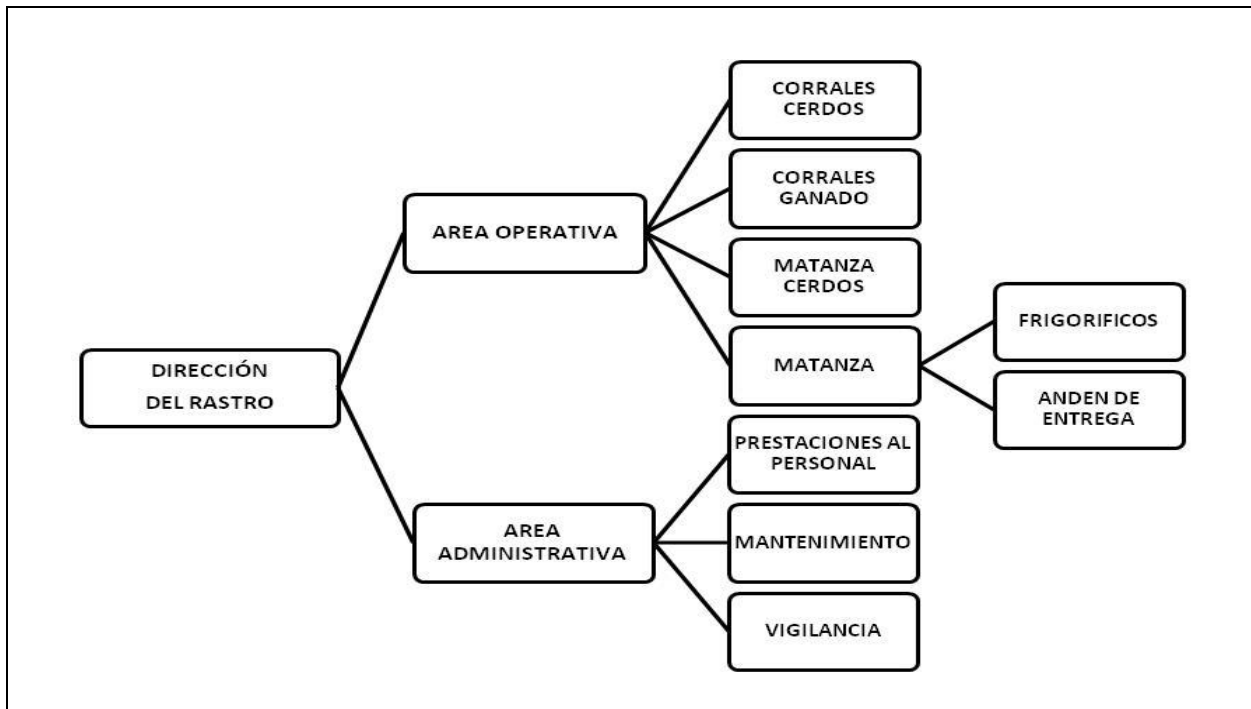 DIRECCIÓN
DEL RASTRO
AREA OPERATIVA
CORRALES
CERDOS
CORRALES
GANADO
MATANZA
CERDOS
MATANZA
FRIGORIFICOS
ANDEN DE
ENTREGA
AREA
ADMINISTRATIVA
PRESTACIONES AL
PERSONAL
MANTENIMIENTO
VIGILANCIA